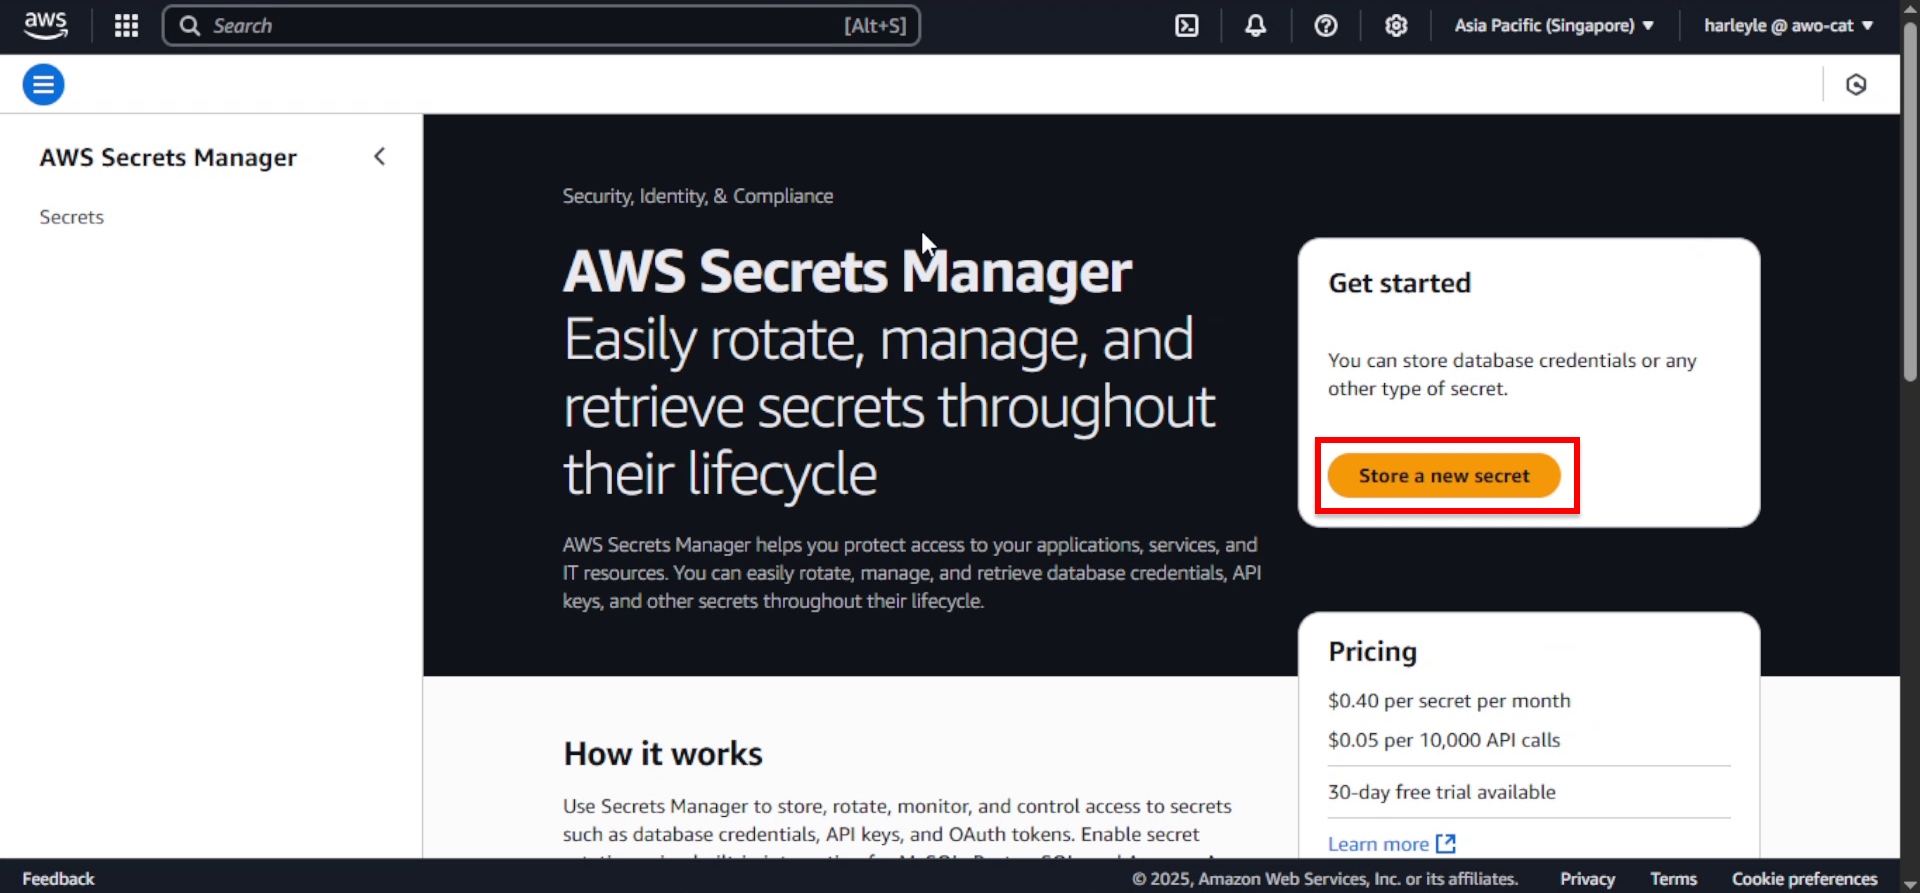 aws
Search
[Alt+S]
Asia Pacific (Singapore)
harleyle @ awo-cat
AWS Secrets Manager
Secrets
Security, Identity, & Compliance
AWS Secrets Manager
Easily rotate, manage, and
retrieve secrets throughout
their lifecycle
AWS Secrets Manager helps you protect access to your applications, services, and
IT resources. You can easily rotate, manage, and retrieve database credentials, API
keys, and other secrets throughout their lifecycle.
Get started
You can store database credentials or any
other type of secret.
Store a new secret
Pricing
$0.40 per secret per month
$0.05 per 10,000 API calls
30-day free trial available
Learn more
How it works
Use Secrets Manager to store, rotate, monitor, and control access to secrets
such as database credentials, API keys, and OAuth tokens. Enable secret
Feedback
© 2025, Amazon Web Services, Inc. or its affiliates.
Privacy
Terms
Cookie preferences